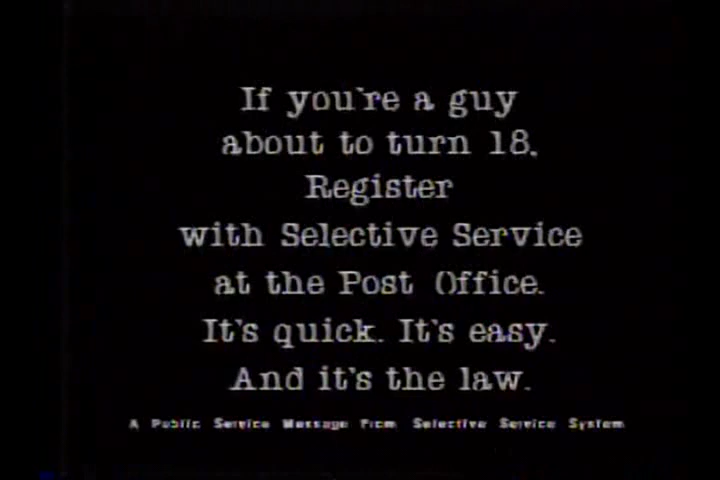 If you're a guy
about to turn 18.
Register
with Selective Service
at the Post Office.
It's quick. It's easy.
And it's the law.
A Public Service Message From Selective Service System